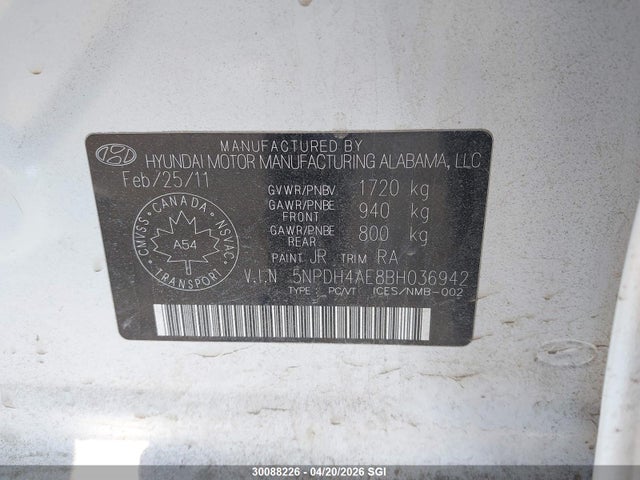 MANUFACTURED BY
HYUNDAI MOTOR MANUFACTURING ALABAMA, LLC
Feb/25/11
GVWR/PNBV 1720 kg
GAWR/PNBE FRONT 940 kg
GAWR/PNBE REAR 800 kg
PAINT JR TRIM RA
V.I.N 5NPDH4AE8BH036942
TYPE : PC/VT ICES/NMB-002
CANADA
CMVSS
NSVAC
A54
TRANSPORT
30088226 - 04/20/2026 SGI